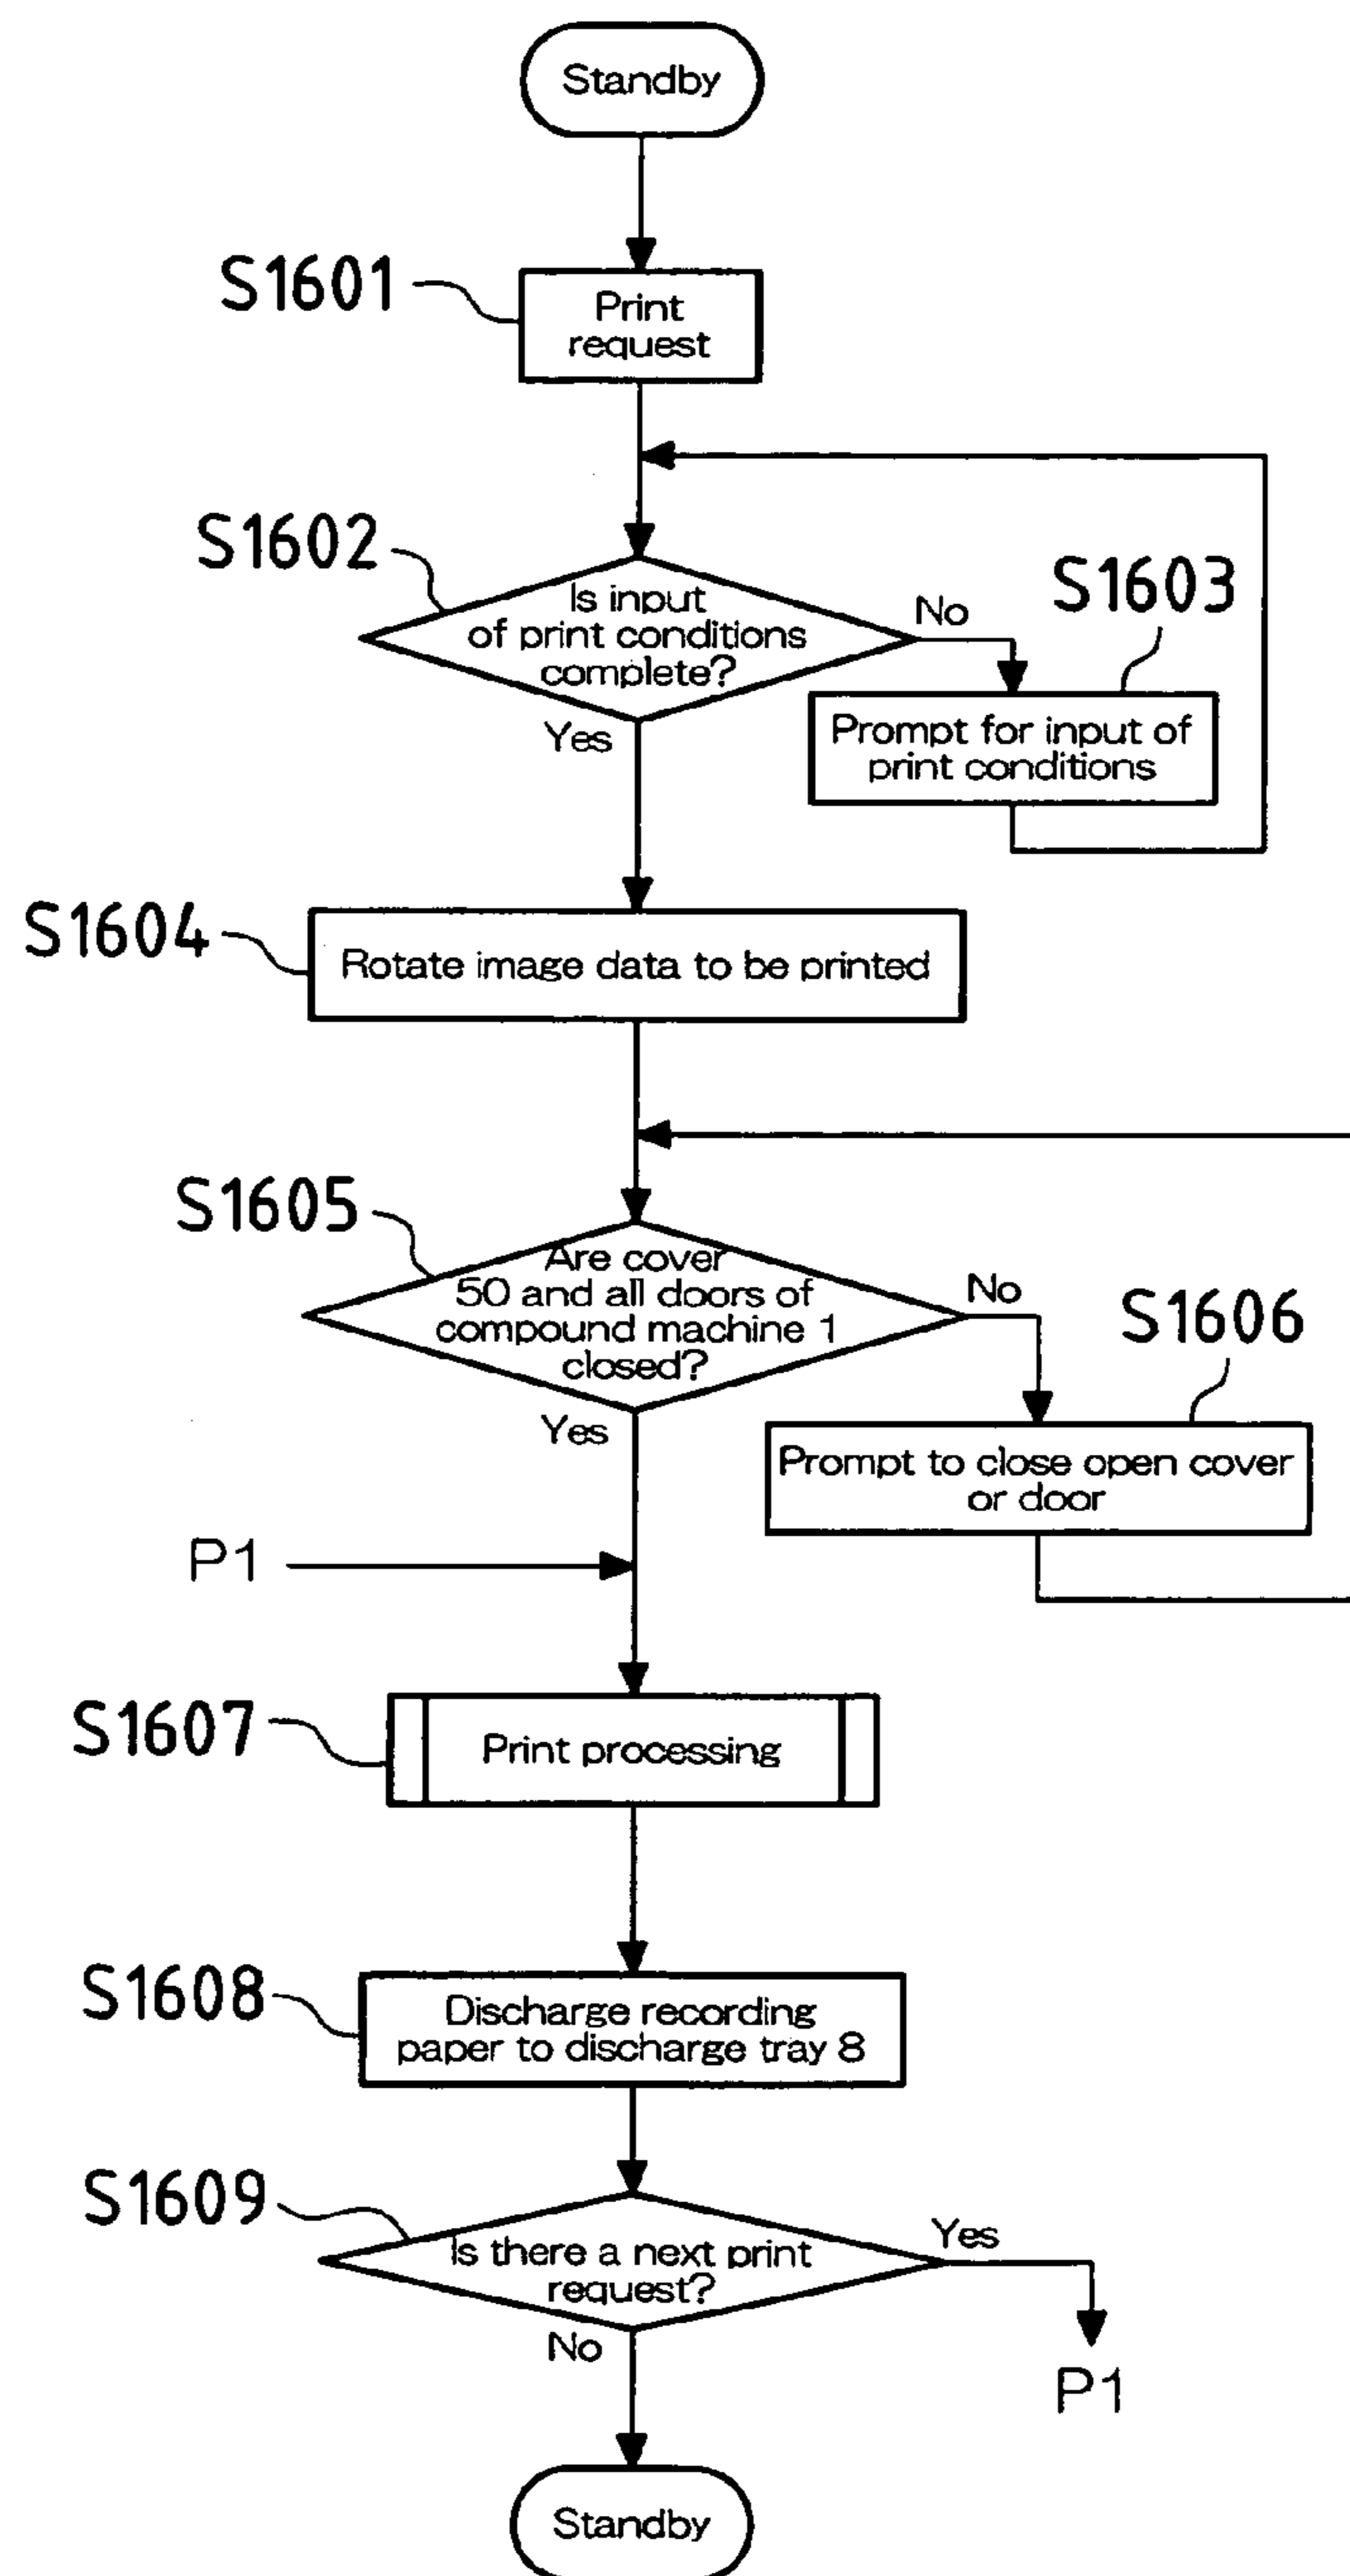 Standby
S1601
Print
request
S1602
Is input
of print conditions
complete?
No
S1603
Yes
Prompt for input of
print conditions
S1604
Rotate image data to be printed
S1605
Are cover
50 and all doors of
compound machine 1
closed?
No
S1606
Yes
Prompt to close open cover
or door
P1
S1607
Print processing
S1608
Discharge recording
paper to discharge tray 8
S1609
Is there a next print
request?
Yes
No
P1
Standby